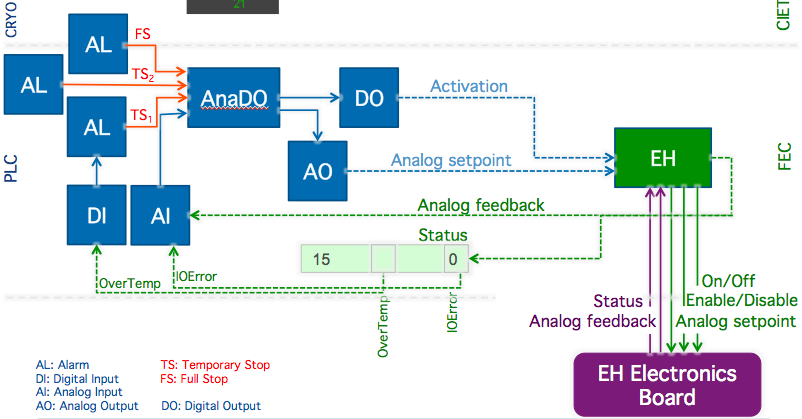 21
CRYO
CIET
AL
FS
AL
TS2
AnaDO
DO
Activation
AL
TS1
EH
PLC
FEC
AO
Analog setpoint
DI
AI
Analog feedback
Status
15
0
OverTemp
IOError
OverTemp
IOError
On/Off
Status
Enable/Disable
Analog feedback
Analog setpoint
EH Electronics
Board
AL: Alarm
TS: Temporary Stop
DI: Digital Input
FS: Full Stop
AI: Analog Input
AO: Analog Output
DO: Digital Output